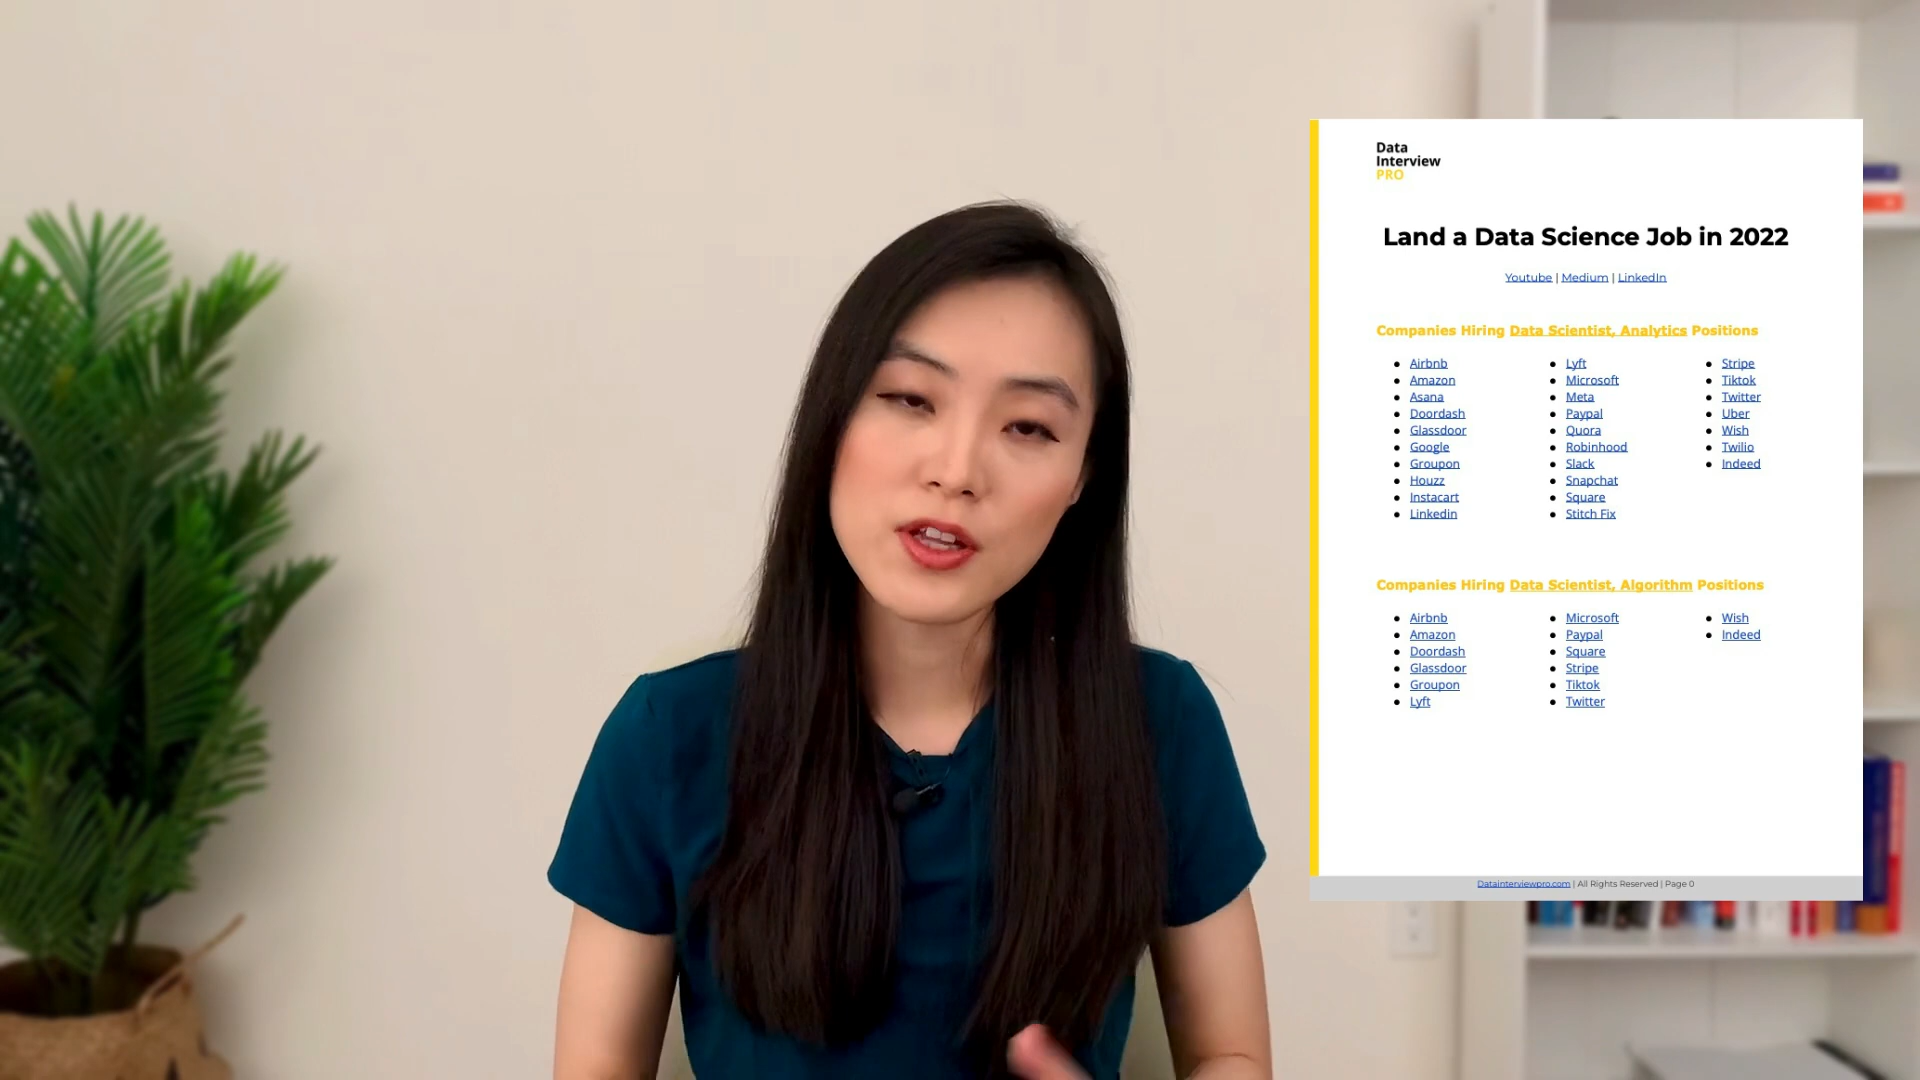 Data
Interview
PRO
Land a Data Science Job in 2022
Youtube | Medium | LinkedIn
Companies Hiring Data Scientist, Analytics Positions
Airbnb
Amazon
Asana
Doordash
Glassdoor
Google
Groupon
Houzz
Instacart
Linkedin
Lyft
Microsoft
Meta
Paypal
Quora
Robinhood
Slack
Snapchat
Square
Stitch Fix
Stripe
Tiktok
Twitter
Uber
Wish
Twilio
Indeed
Companies Hiring Data Scientist, Algorithm Positions
Airbnb
Amazon
Doordash
Glassdoor
Groupon
Lyft
Microsoft
Paypal
Square
Stripe
Tiktok
Twitter
Wish
Indeed
Datainterviewpro.com | All Rights Reserved | Page 0